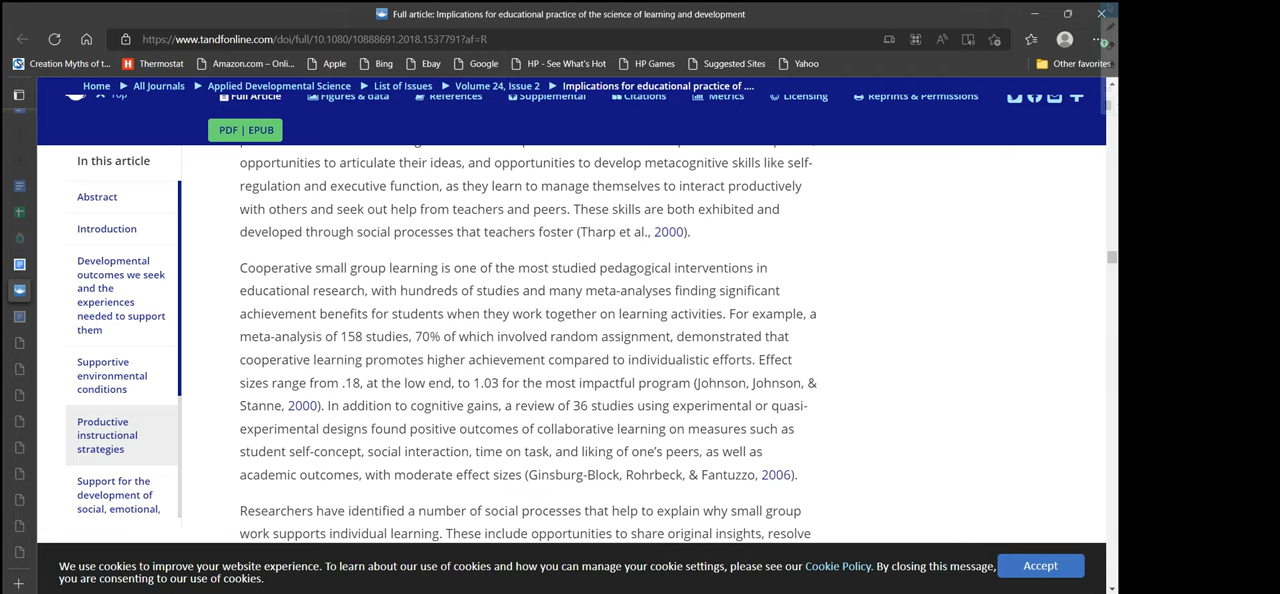 Full article: Implications for educational practice of the science of learning and development
https://www.tandfonline.com/doi/full/10.1080/10888691.2018.1537791?af=R
Creation Myths of t... Thermostat Amazon.com – Onli... Apple Bing Ebay Google HP - See What's Hot HP Games Suggested Sites Yahoo Other favorites
Home All Journals Applied Developmental Science List of Issues Volume 24, Issue 2 Implications for educational practice of ....
Top Full Article Figures & data References Supplemental Citations Metrics Licensing Reprints & Permissions
PDF | EPUB
In this article
Abstract
Introduction
Developmental
outcomes we seek
and the
experiences
needed to support
them
Supportive
environmental
conditions
Productive
instructional
strategies
Support for the
development of
social, emotional,
opportunities to articulate their ideas, and opportunities to develop metacognitive skills like self-
regulation and executive function, as they learn to manage themselves to interact productively
with others and seek out help from teachers and peers. These skills are both exhibited and
developed through social processes that teachers foster (Tharp et al., 2000).
Cooperative small group learning is one of the most studied pedagogical interventions in
educational research, with hundreds of studies and many meta-analyses finding significant
achievement benefits for students when they work together on learning activities. For example, a
meta-analysis of 158 studies, 70% of which involved random assignment, demonstrated that
cooperative learning promotes higher achievement compared to individualistic efforts. Effect
sizes range from .18, at the low end, to 1.03 for the most impactful program (Johnson, Johnson, &
Stanne, 2000). In addition to cognitive gains, a review of 36 studies using experimental or quasi-
experimental designs found positive outcomes of collaborative learning on measures such as
student self-concept, social interaction, time on task, and liking of one's peers, as well as
academic outcomes, with moderate effect sizes (Ginsburg-Block, Rohrbeck, & Fantuzzo, 2006).
Researchers have identified a number of social processes that help to explain why small group
work supports individual learning. These include opportunities to share original insights, resolve
We use cookies to improve your website experience. To learn about our use of cookies and how you can manage your cookie settings, please see our Cookie Policy. By closing this message,
you are consenting to our use of cookies.
Accept